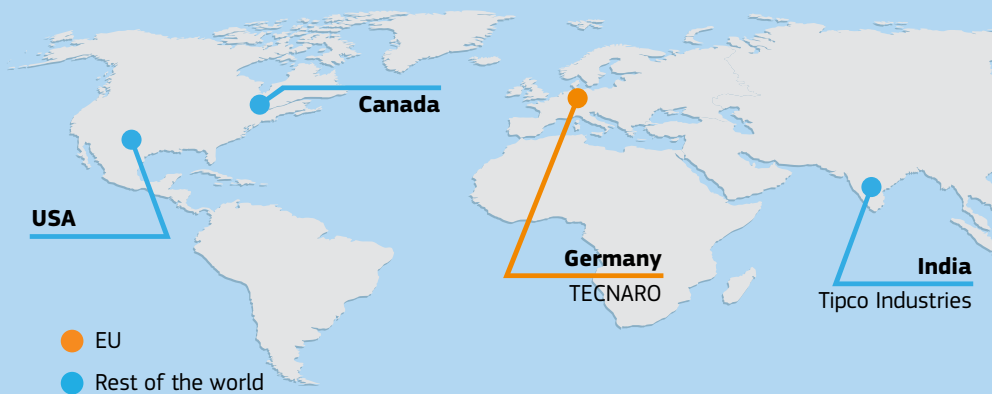 Canada
USA
Germany
TECNARO
India
Tipco Industries
EU
Rest of the world